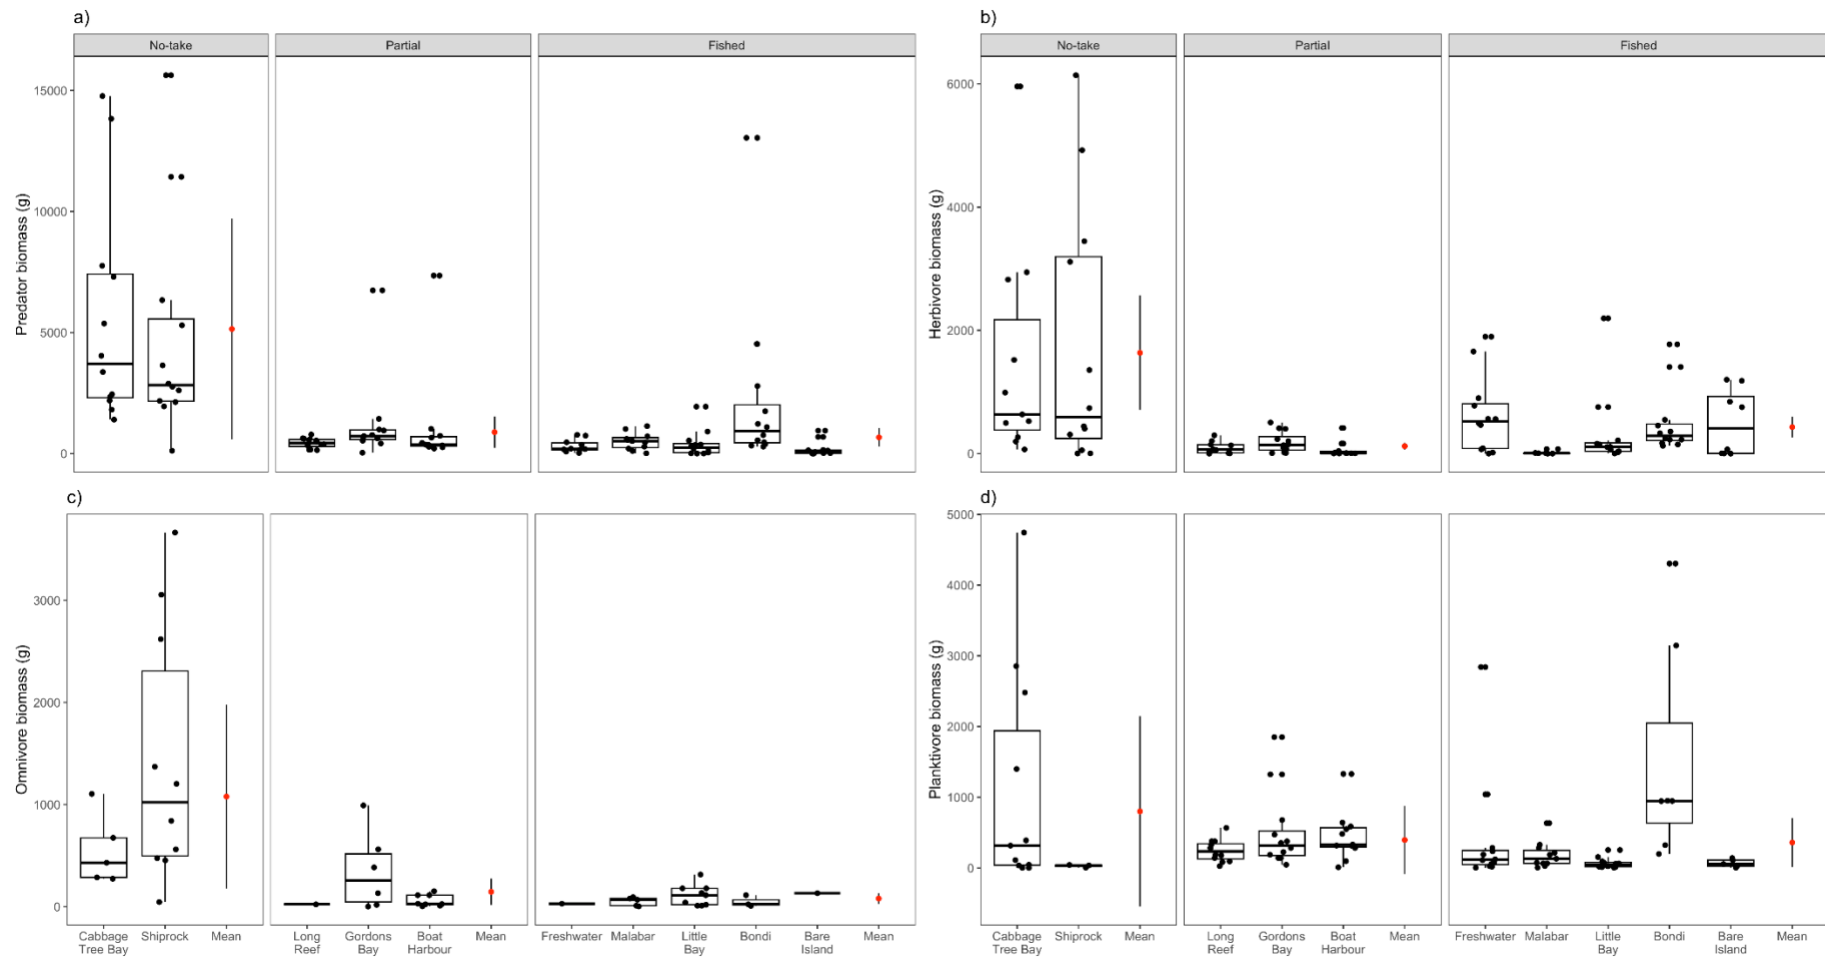 a)
No-take
Partial
Fished
Predator biomass (g)
15000
10000
5000
0
b)
No-take
Partial
Fished
Herbivore biomass (g)
6000
4000
2000
0
c)
Omnivore biomass (g)
3000
2000
1000
0
Cabbage
Tree Bay
Shiprock
Mean
Long
Reef
Gordons
Bay
Boat
Harbour
Mean
Freshwater
Malabar
Little
Bay
Bondi
Bare
Island
Mean
d)
Planktivore biomass (g)
5000
4000
3000
2000
1000
0
Cabbage
Tree Bay
Shiprock
Mean
Long
Reef
Gordons
Bay
Boat
Harbour
Mean
Freshwater
Malabar
Little
Bay
Bondi
Bare
Island
Mean